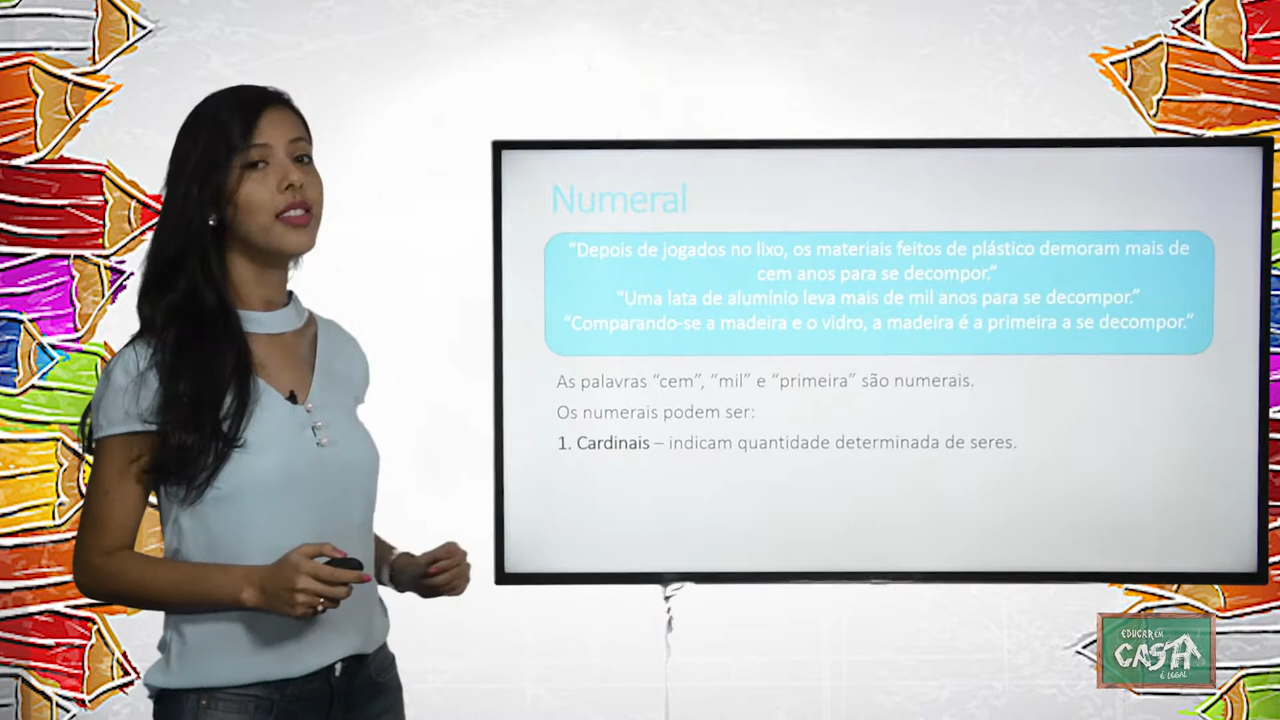 Numeral
“Depois de jogados no lixo, os materiais feitos de plástico demoram mais de
cem anos para se decompor.”
“Uma lata de alumínio leva mais de mil anos para se decompor.”
“Comparando-se a madeira e o vidro, a madeira é a primeira a se decompor.”
As palavras “cem”, “mil” e “primeira” são numerais.
Os numerais podem ser:
1. Cardinais – indicam quantidade determinada de seres.
EDUCAR EM
CASA
É LEGAL